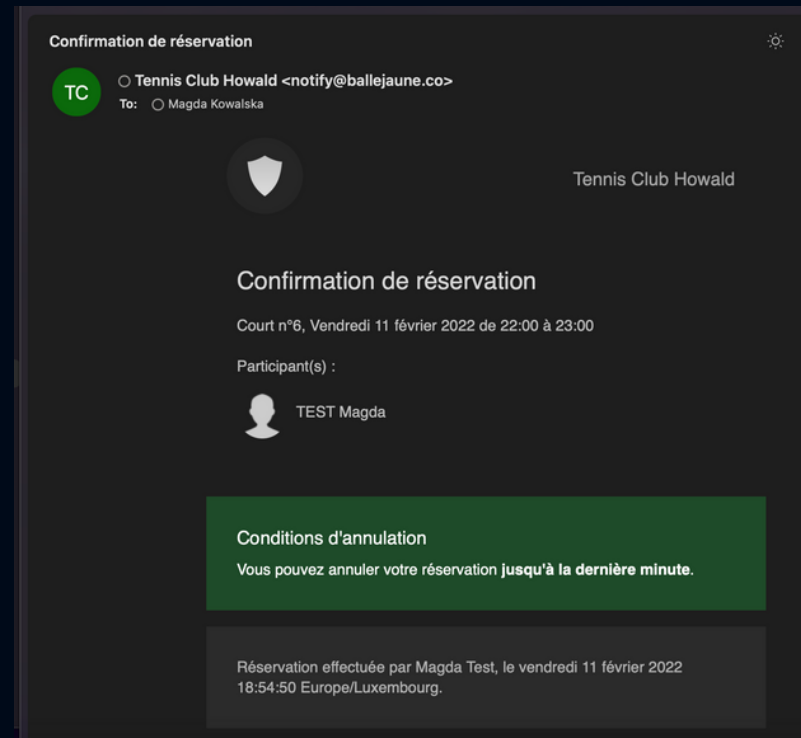 Confirmation de réservation
TC
Tennis Club Howald <notify@ballejaune.co>
To: Magda Kowalska
Tennis Club Howald
Confirmation de réservation
Court n°6, Vendredi 11 février 2022 de 22:00 à 23:00
Participant(s) :
TEST Magda
Conditions d'annulation
Vous pouvez annuler votre réservation jusqu'à la dernière minute.
Réservation effectuée par Magda Test, le vendredi 11 février 2022
18:54:50 Europe/Luxembourg.